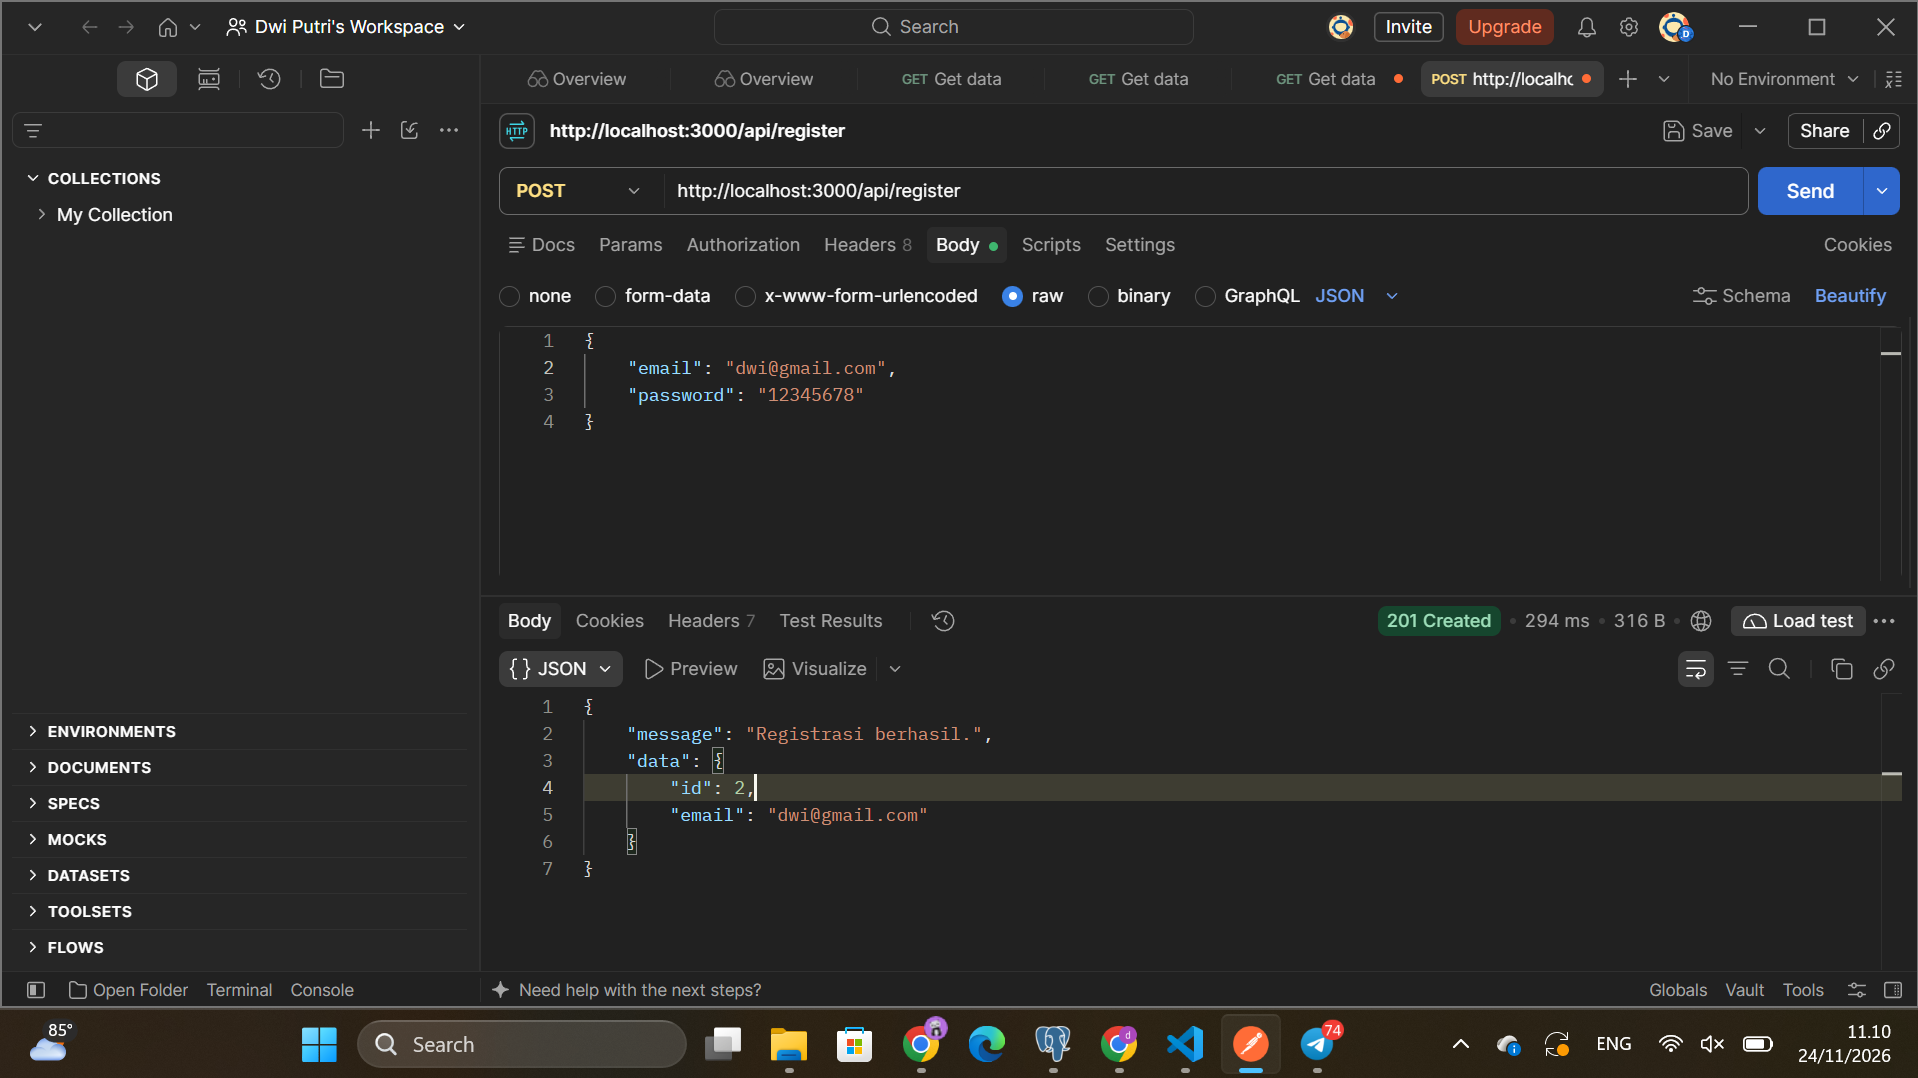 Dwi Putri's Workspace
Search
Invite
Upgrade
D
Overview
Overview
GET Get data
GET Get data
GET Get data
POST http://localhc
No Environment
HTTP http://localhost:3000/api/register
Save
Share
COLLECTIONS
My Collection
POST
http://localhost:3000/api/register
Send
Docs
Params
Authorization
Headers 8
Body
Scripts
Settings
Cookies
none
form-data
x-www-form-urlencoded
raw
binary
GraphQL
JSON
Schema
Beautify
1 {
2 "email": "dwi@gmail.com",
3 "password": "12345678"
4 }
Body
Cookies
Headers 7
Test Results
201 Created
294 ms
316 B
Load test
{} JSON
Preview
Visualize
1 {
2 "message": "Registrasi berhasil.",
3 "data": {
4 "id": 2,
5 "email": "dwi@gmail.com"
6 }
7 }
ENVIRONMENTS
DOCUMENTS
SPECS
MOCKS
DATASETS
TOOLSETS
FLOWS
Open Folder
Terminal
Console
Need help with the next steps?
Globals
Vault
Tools
85°
Search
d
74
ENG
11.10
24/11/2026